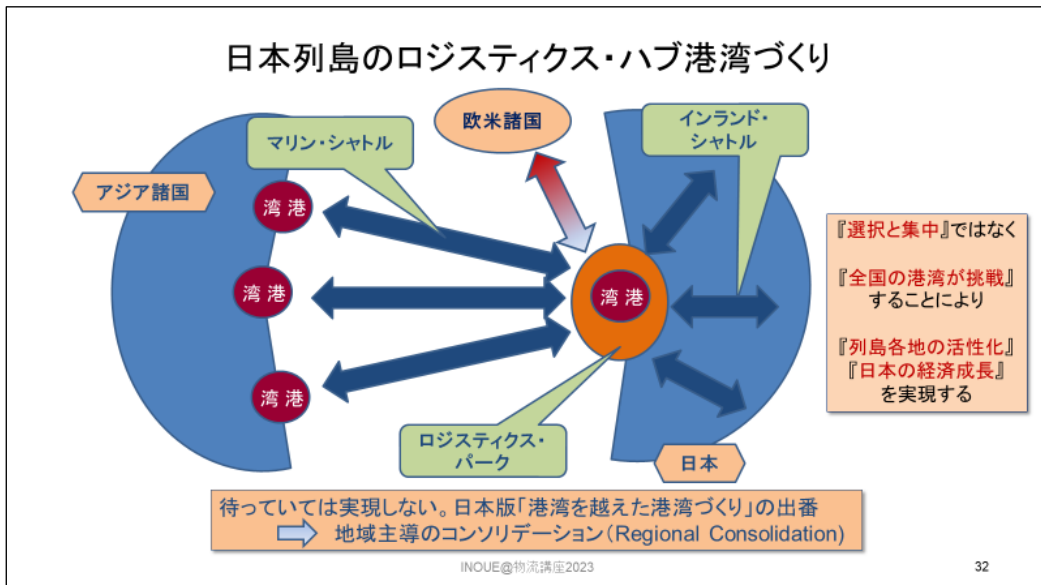 日本列島のロジスティクス・ハブ港湾づくり
欧米諸国
マリン・シャトル
インランド・
シャトル
アジア諸国
湾 港
湾 港
湾 港
湾 港
『選択と集中』ではなく
『全国の港湾が挑戦』
することにより
『列島各地の活性化』
『日本の経済成長』
を実現する
ロジスティクス・
パーク
日本
待っていては実現しない。日本版「港湾を越えた港湾づくり」の出番
地域主導のコンソリデーション(Regional Consolidation)
INOUE@物流講座2023
32